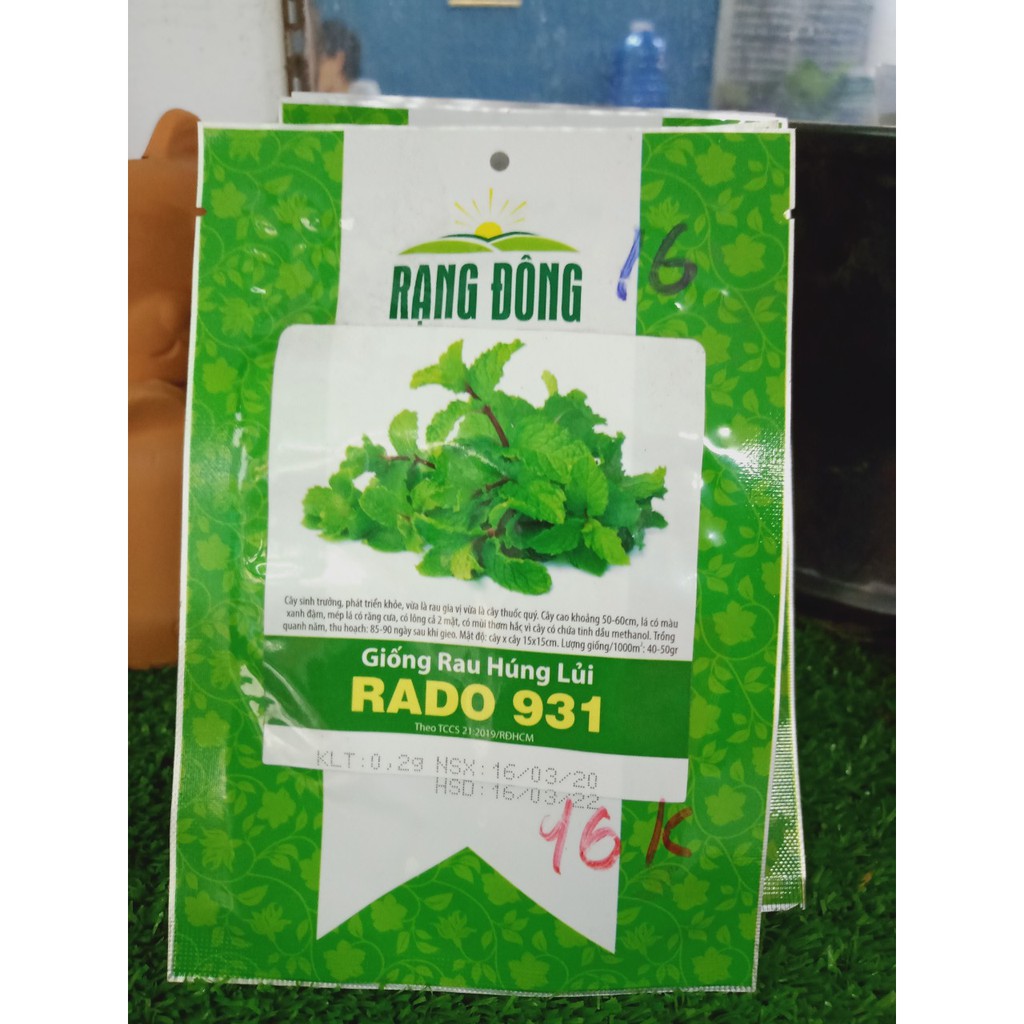 RẠNG ĐÔNG
16
Cây sinh trưởng, phát triển khỏe, vừa là rau gia vị vừa là cây thuốc quý. Cây cao khoảng 50-60cm, lá có màu
xanh đậm, mép lá có răng cưa, có lông cả 2 mặt, có mùi thơm hắc vì cây có chứa tinh dầu methanol. Trồng
quanh năm, thu hoạch: 85-90 ngày sau khi gieo. Mật độ: cây x cây 15x15cm. Lượng giống/1000m²: 40-50gr
Giống Rau Húng Lủi
RADO 931
Theo TCCS 21:2019/RĐHCM
KLT:0,2g NSX:16/03/20
HSD:16/03/22
16 K